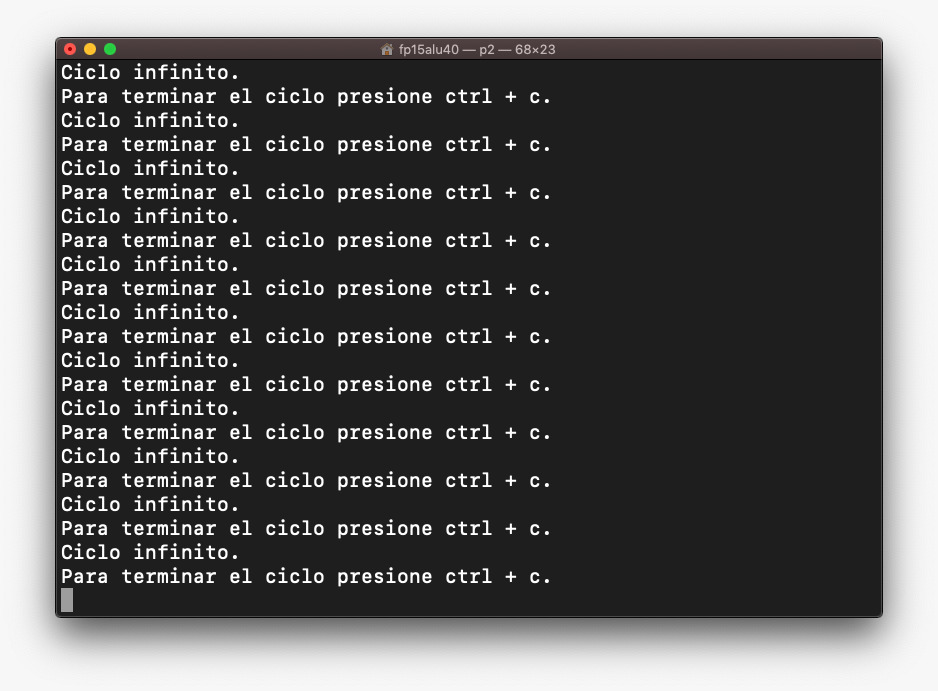 fp15alu40 — p2 — 68×23
Ciclo infinito.
Para terminar el ciclo presione ctrl + c.
Ciclo infinito.
Para terminar el ciclo presione ctrl + c.
Ciclo infinito.
Para terminar el ciclo presione ctrl + c.
Ciclo infinito.
Para terminar el ciclo presione ctrl + c.
Ciclo infinito.
Para terminar el ciclo presione ctrl + c.
Ciclo infinito.
Para terminar el ciclo presione ctrl + c.
Ciclo infinito.
Para terminar el ciclo presione ctrl + c.
Ciclo infinito.
Para terminar el ciclo presione ctrl + c.
Ciclo infinito.
Para terminar el ciclo presione ctrl + c.
Ciclo infinito.
Para terminar el ciclo presione ctrl + c.
Ciclo infinito.
Para terminar el ciclo presione ctrl + c.